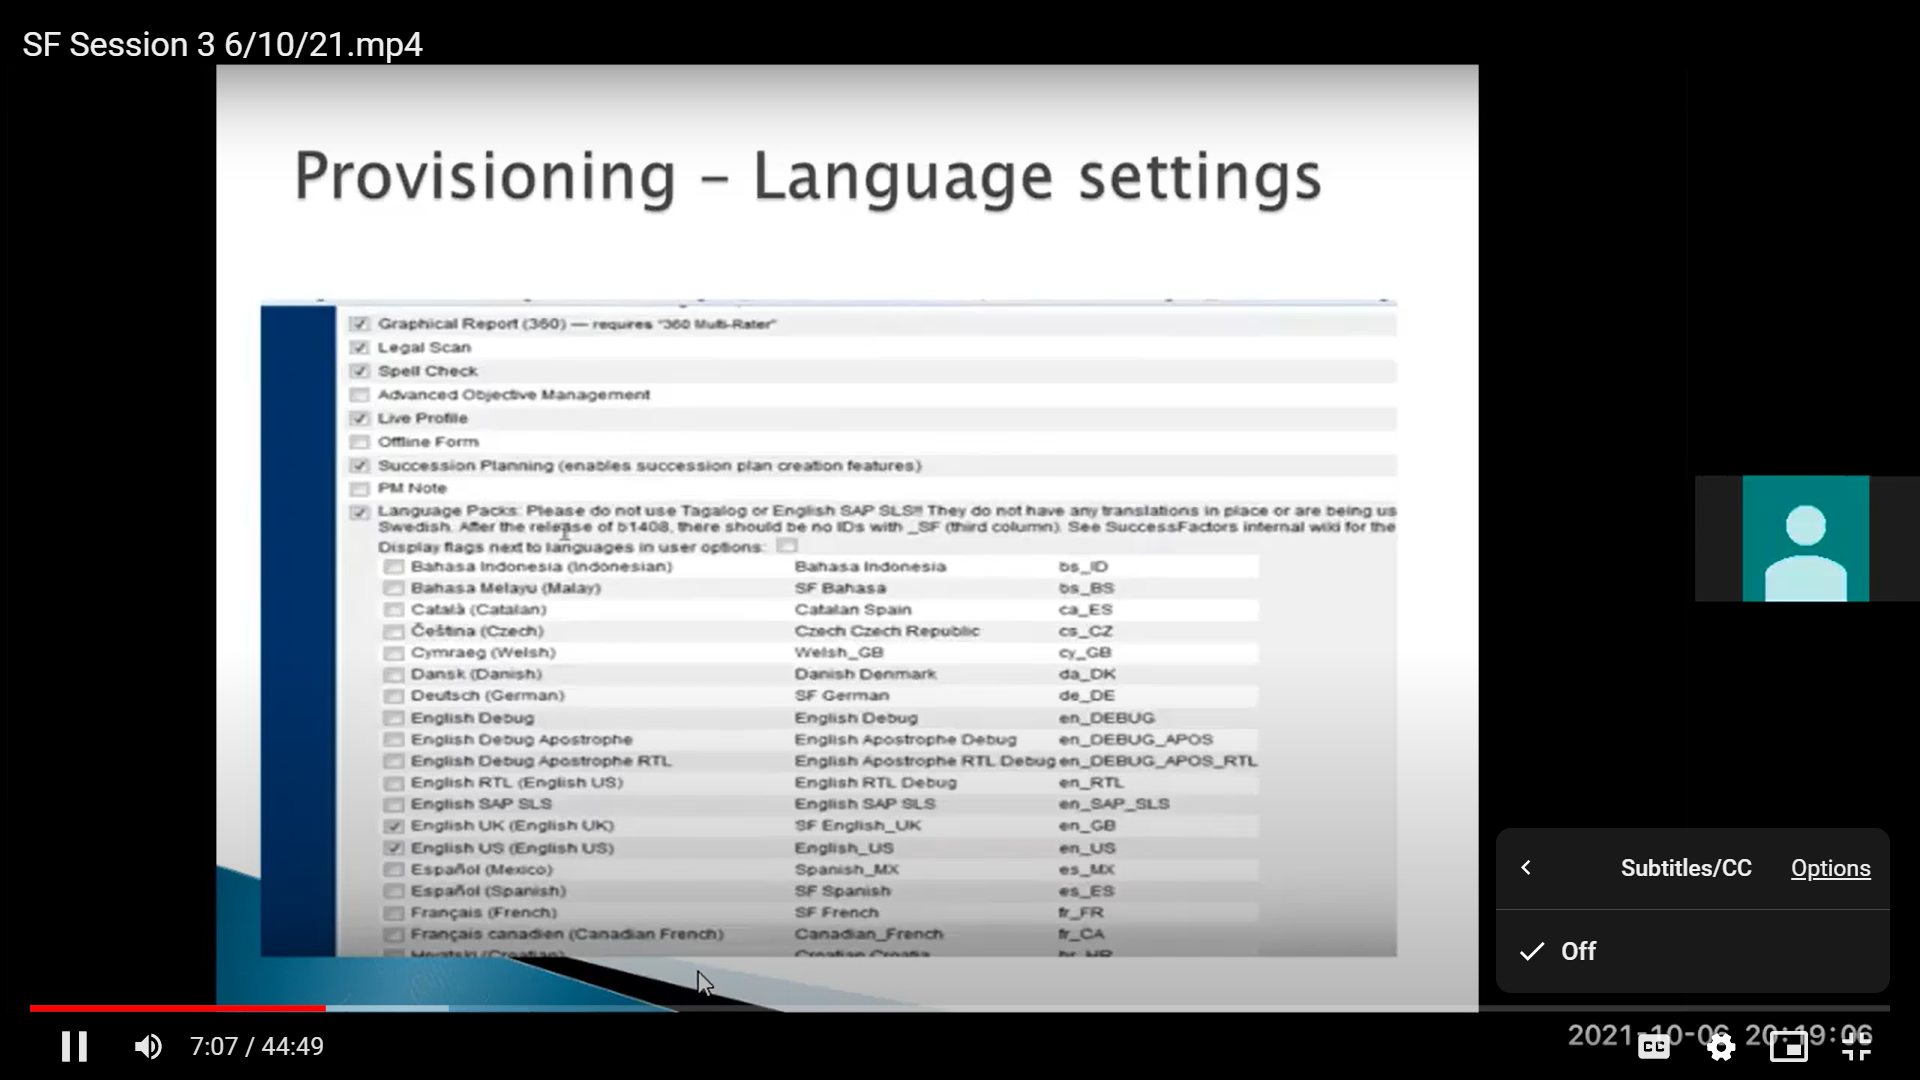 SF Session 3 6/10/21.mp4
Provisioning - Language settings
Graphical Report (360) — requires "360 Multi-Rater"
Legal Scan
Spell Check
Advanced Objective Management
Live Profile
Offline Form
Succession Planning (enables succession plan creation features)
PM Note
Language Packs: Please do not use Tagalog or English SAP SLS!! They do not have any translations in place or are being us
Swedish. After the release of b1408, there should be no IDs with _SF (third column). See SuccessFactors internal wiki for the
Display flags next to languages in user options:
Bahasa Indonesia (Indonesian) Bahasa Indonesia bs_ID
Bahasa Melayu (Malay) SF Bahasa bs_BS
Català (Catalan) Catalan Spain ca_ES
Čeština (Czech) Czech Czech Republic cs_CZ
Cymraeg (Welsh) Welsh_GB cy_GB
Dansk (Danish) Danish Denmark da_DK
Deutsch (German) SF German de_DE
English Debug English Debug en_DEBUG
English Debug Apostrophe English Apostrophe Debug en_DEBUG_APOS
English Debug Apostrophe RTL English Apostrophe RTL Debug en_DEBUG_APOS_RTL
English RTL (English US) English RTL Debug en_RTL
English SAP SLS English SAP SLS en_SAP_SLS
English UK (English UK) SF English_UK en_GB
English US (English US) English_US en_US
Español (Mexico) Spanish_MX es_MX
Español (Spanish) SF Spanish es_ES
Français (French) SF French fr_FR
Français canadien (Canadian French) Canadian_French fr_CA
Hrvatski (Croatian) Croatian Croatia hr_HR
Subtitles/CC Options
Off
7:07 / 44:49
2021-10-06 20:19:06
CC